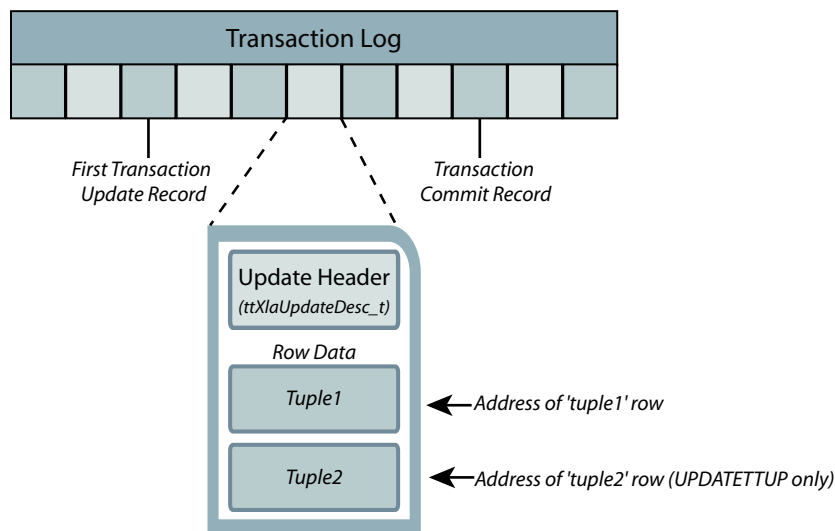 Transaction Log
First Transaction
Update Record
Transaction
Commit Record
Update Header
(ttXlaUpdateDesc_t)
Row Data
Tuple1
Address of 'tuple1' row
Tuple2
Address of 'tuple2' row (UPDATETTUP only)